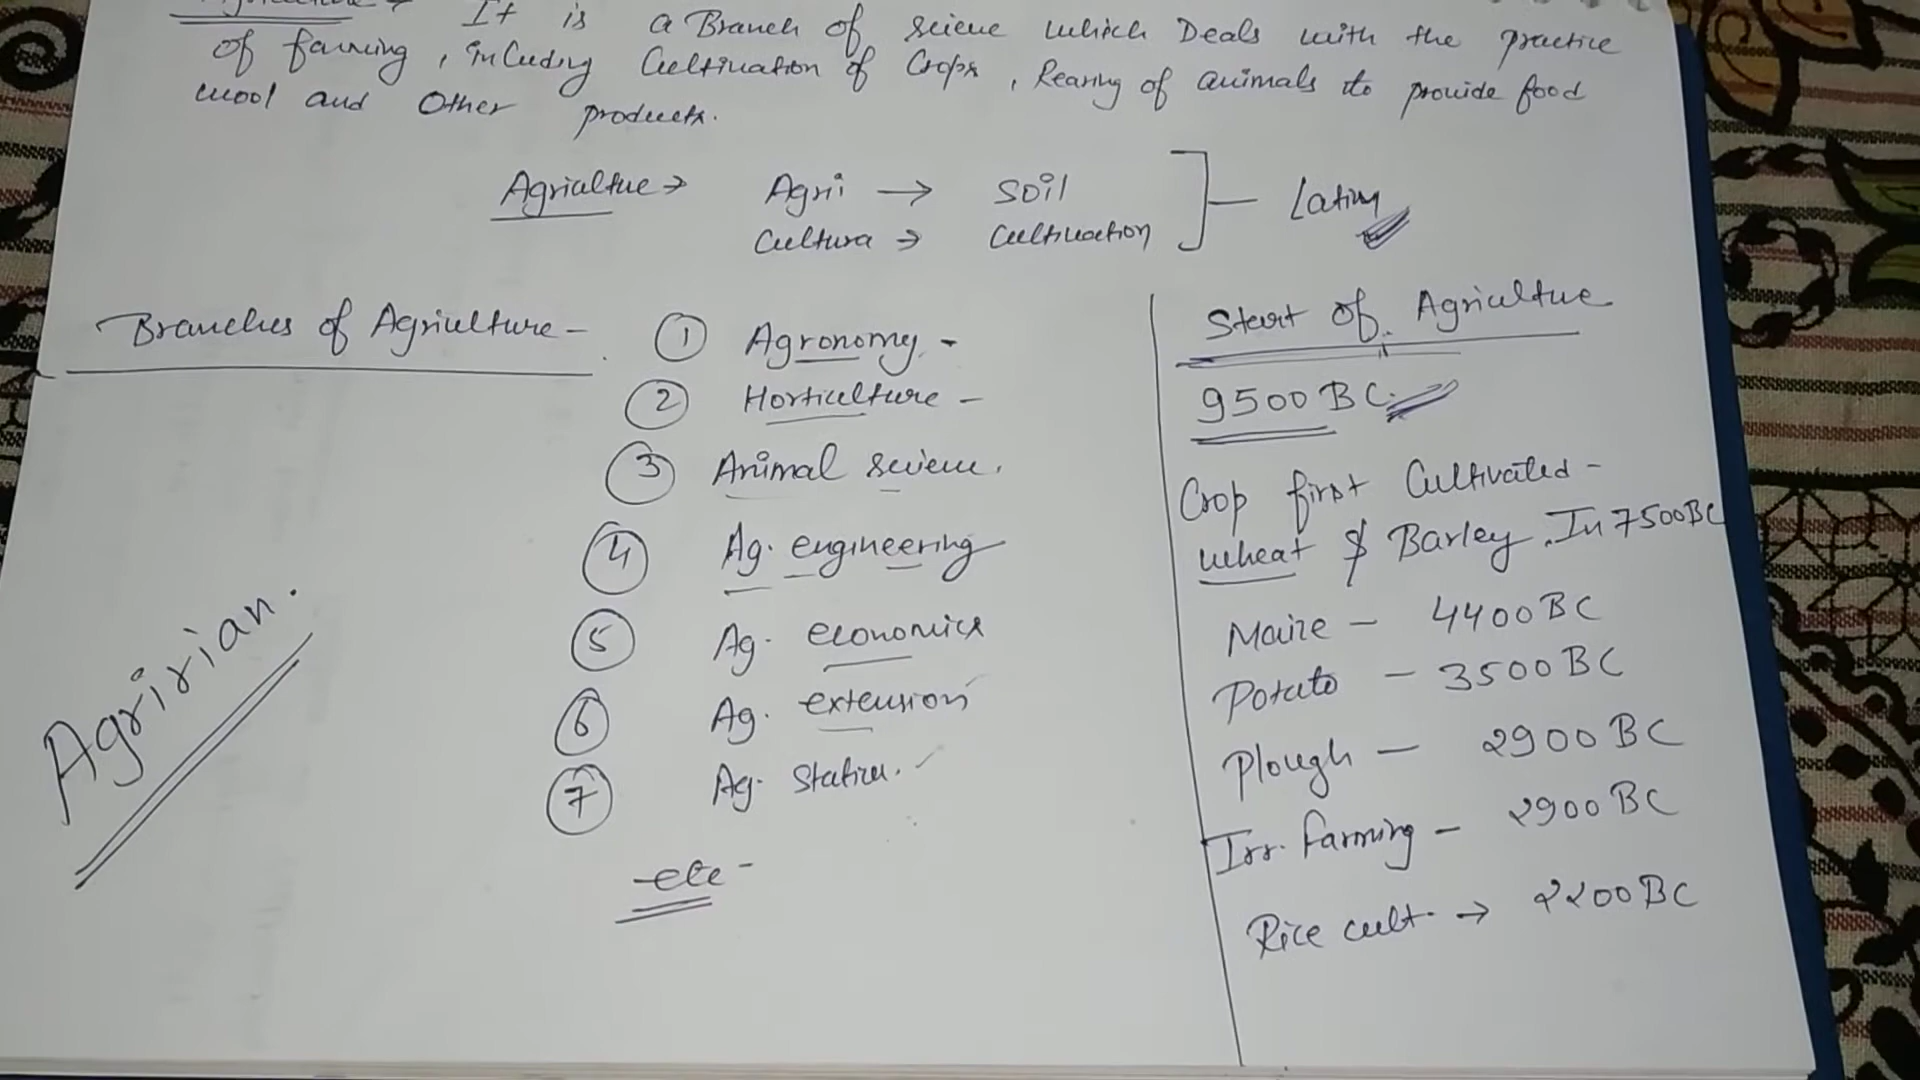 Agriculture → It is a Branch of Science which Deals with the practice
of farming, including Cultivation of Crops, Rearing of animals to provide food
wool and Other products.
Agriculture → Agri → Soil
Cultura → Cultivation
Latin
Branches of Agriculture -
① Agronomy -
② Horticulture -
③ Animal Science.
④ Ag. engineering
⑤ Ag. economics
⑥ Ag. extension
⑦ Ag.
etc -
Agririan.
Start of Agriculture
9500 BC
Crop first Cultivated -
wheat & Barley. In 7500 BC
Maize - 4400 BC
Potato - 3500 BC
Plough - 2900 BC
Irr. farming - 2900 BC
Rice cult. → 2200 BC